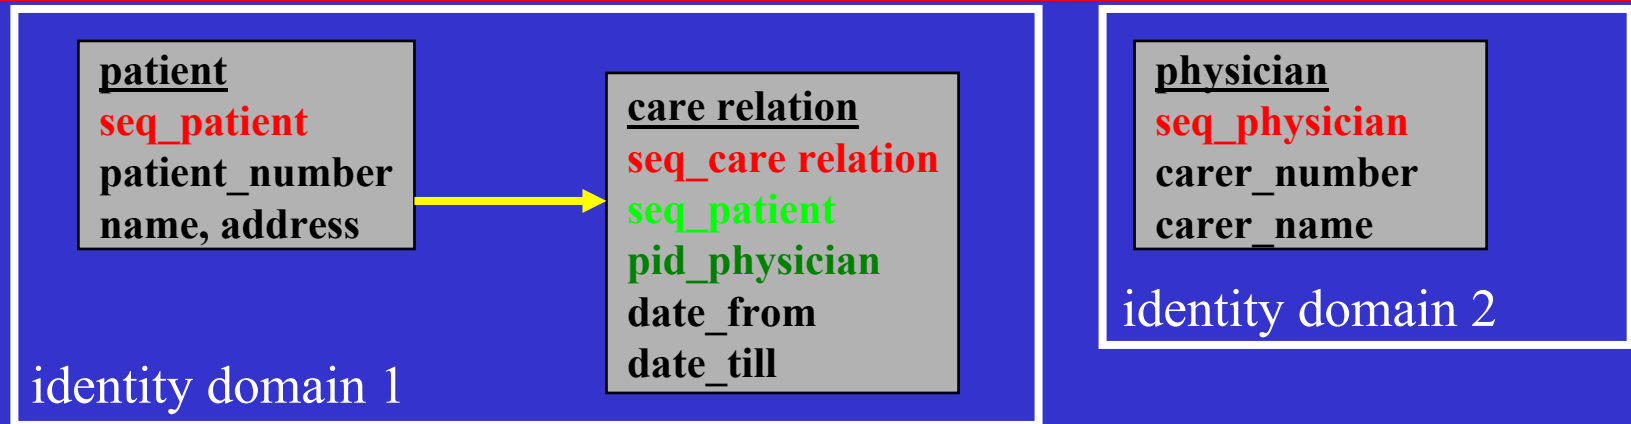 patient
seq_patient
patient_number
name, address
care relation
seq_care relation
seq_patient
pid_physician
date_from
date_till
identity domain 1
physician
seq_physician
carer_number
carer_name
identity domain 2